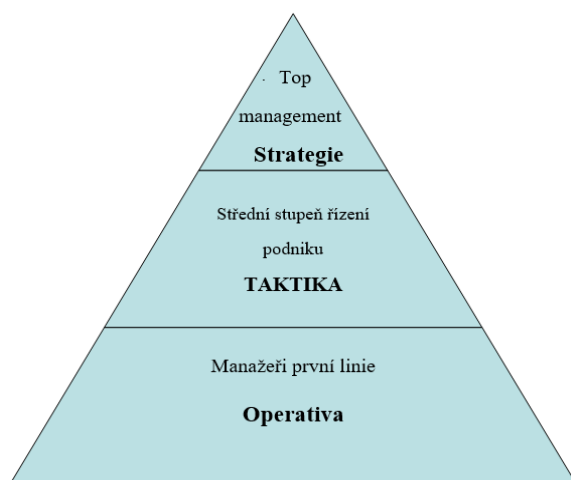 Top
management
Strategie
Střední stupeň řízení
podniku
TAKTIKA
Manažeři první linie
Operativa